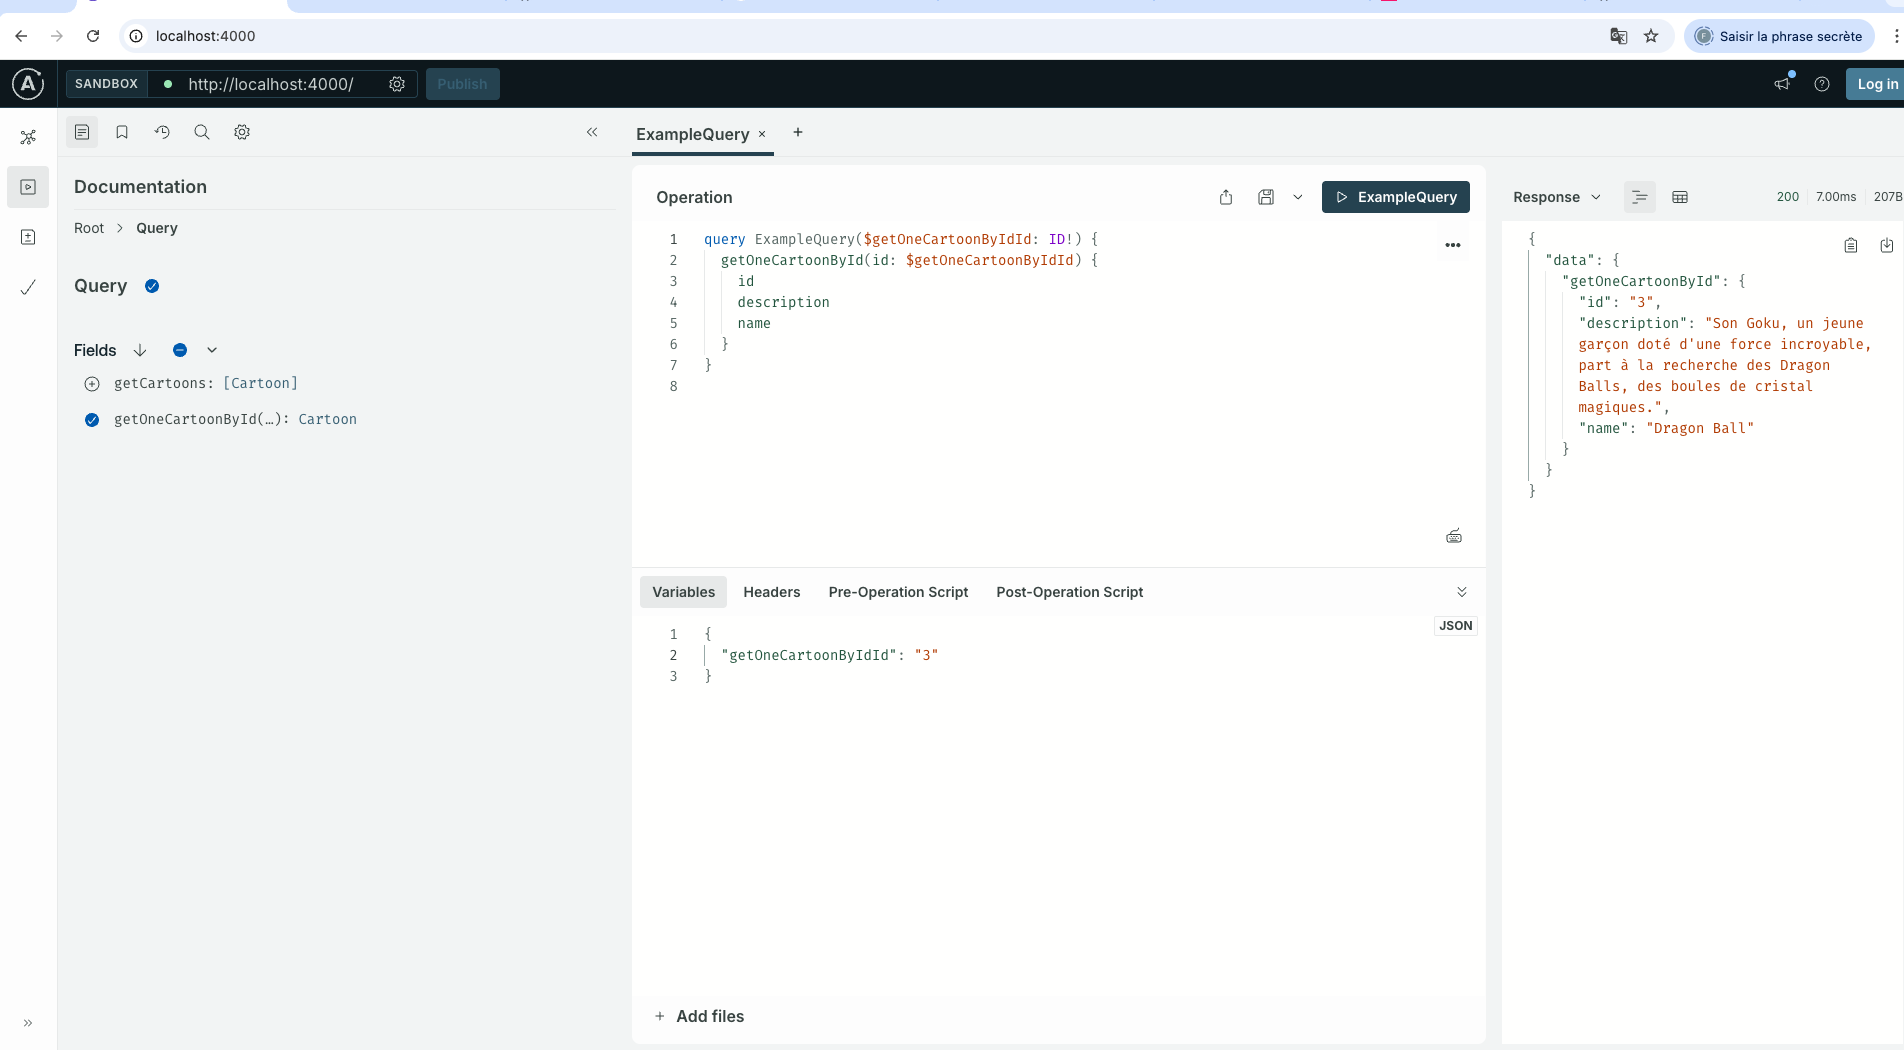 localhost:4000
Saisir la phrase secrète
SANDBOX
http://localhost:4000/
Publish
Log in
ExampleQuery
Documentation
Root > Query
Query
Fields
getCartoons: [Cartoon]
getOneCartoonById(…): Cartoon
Operation
ExampleQuery
1 query ExampleQuery($getOneCartoonByIdId: ID!) {
2 getOneCartoonById(id: $getOneCartoonByIdId) {
3 id
4 description
5 name
6 }
7 }
8
Variables
Headers
Pre-Operation Script
Post-Operation Script
JSON
1 {
2 "getOneCartoonByIdId": "3"
3 }
+ Add files
Response
200
7.00ms
207B
{
"data": {
"getOneCartoonById": {
"id": "3",
"description": "Son Goku, un jeune
garçon doté d'une force incroyable,
part à la recherche des Dragon
Balls, des boules de cristal
magiques.",
"name": "Dragon Ball"
}
}
}